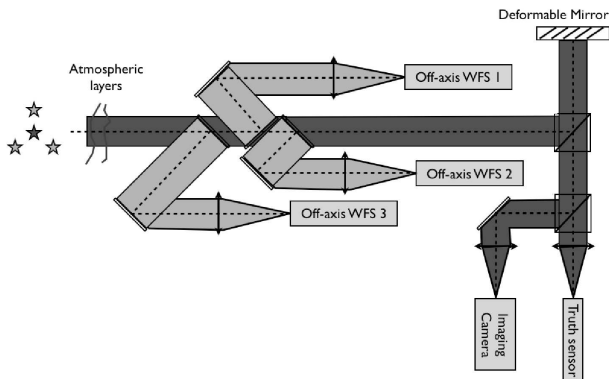 Deformable Mirror
Atmospheric
layers
Off-axis WFS 1
Off-axis WFS 2
Off-axis WFS 3
Imaging
Camera
Truth sensor